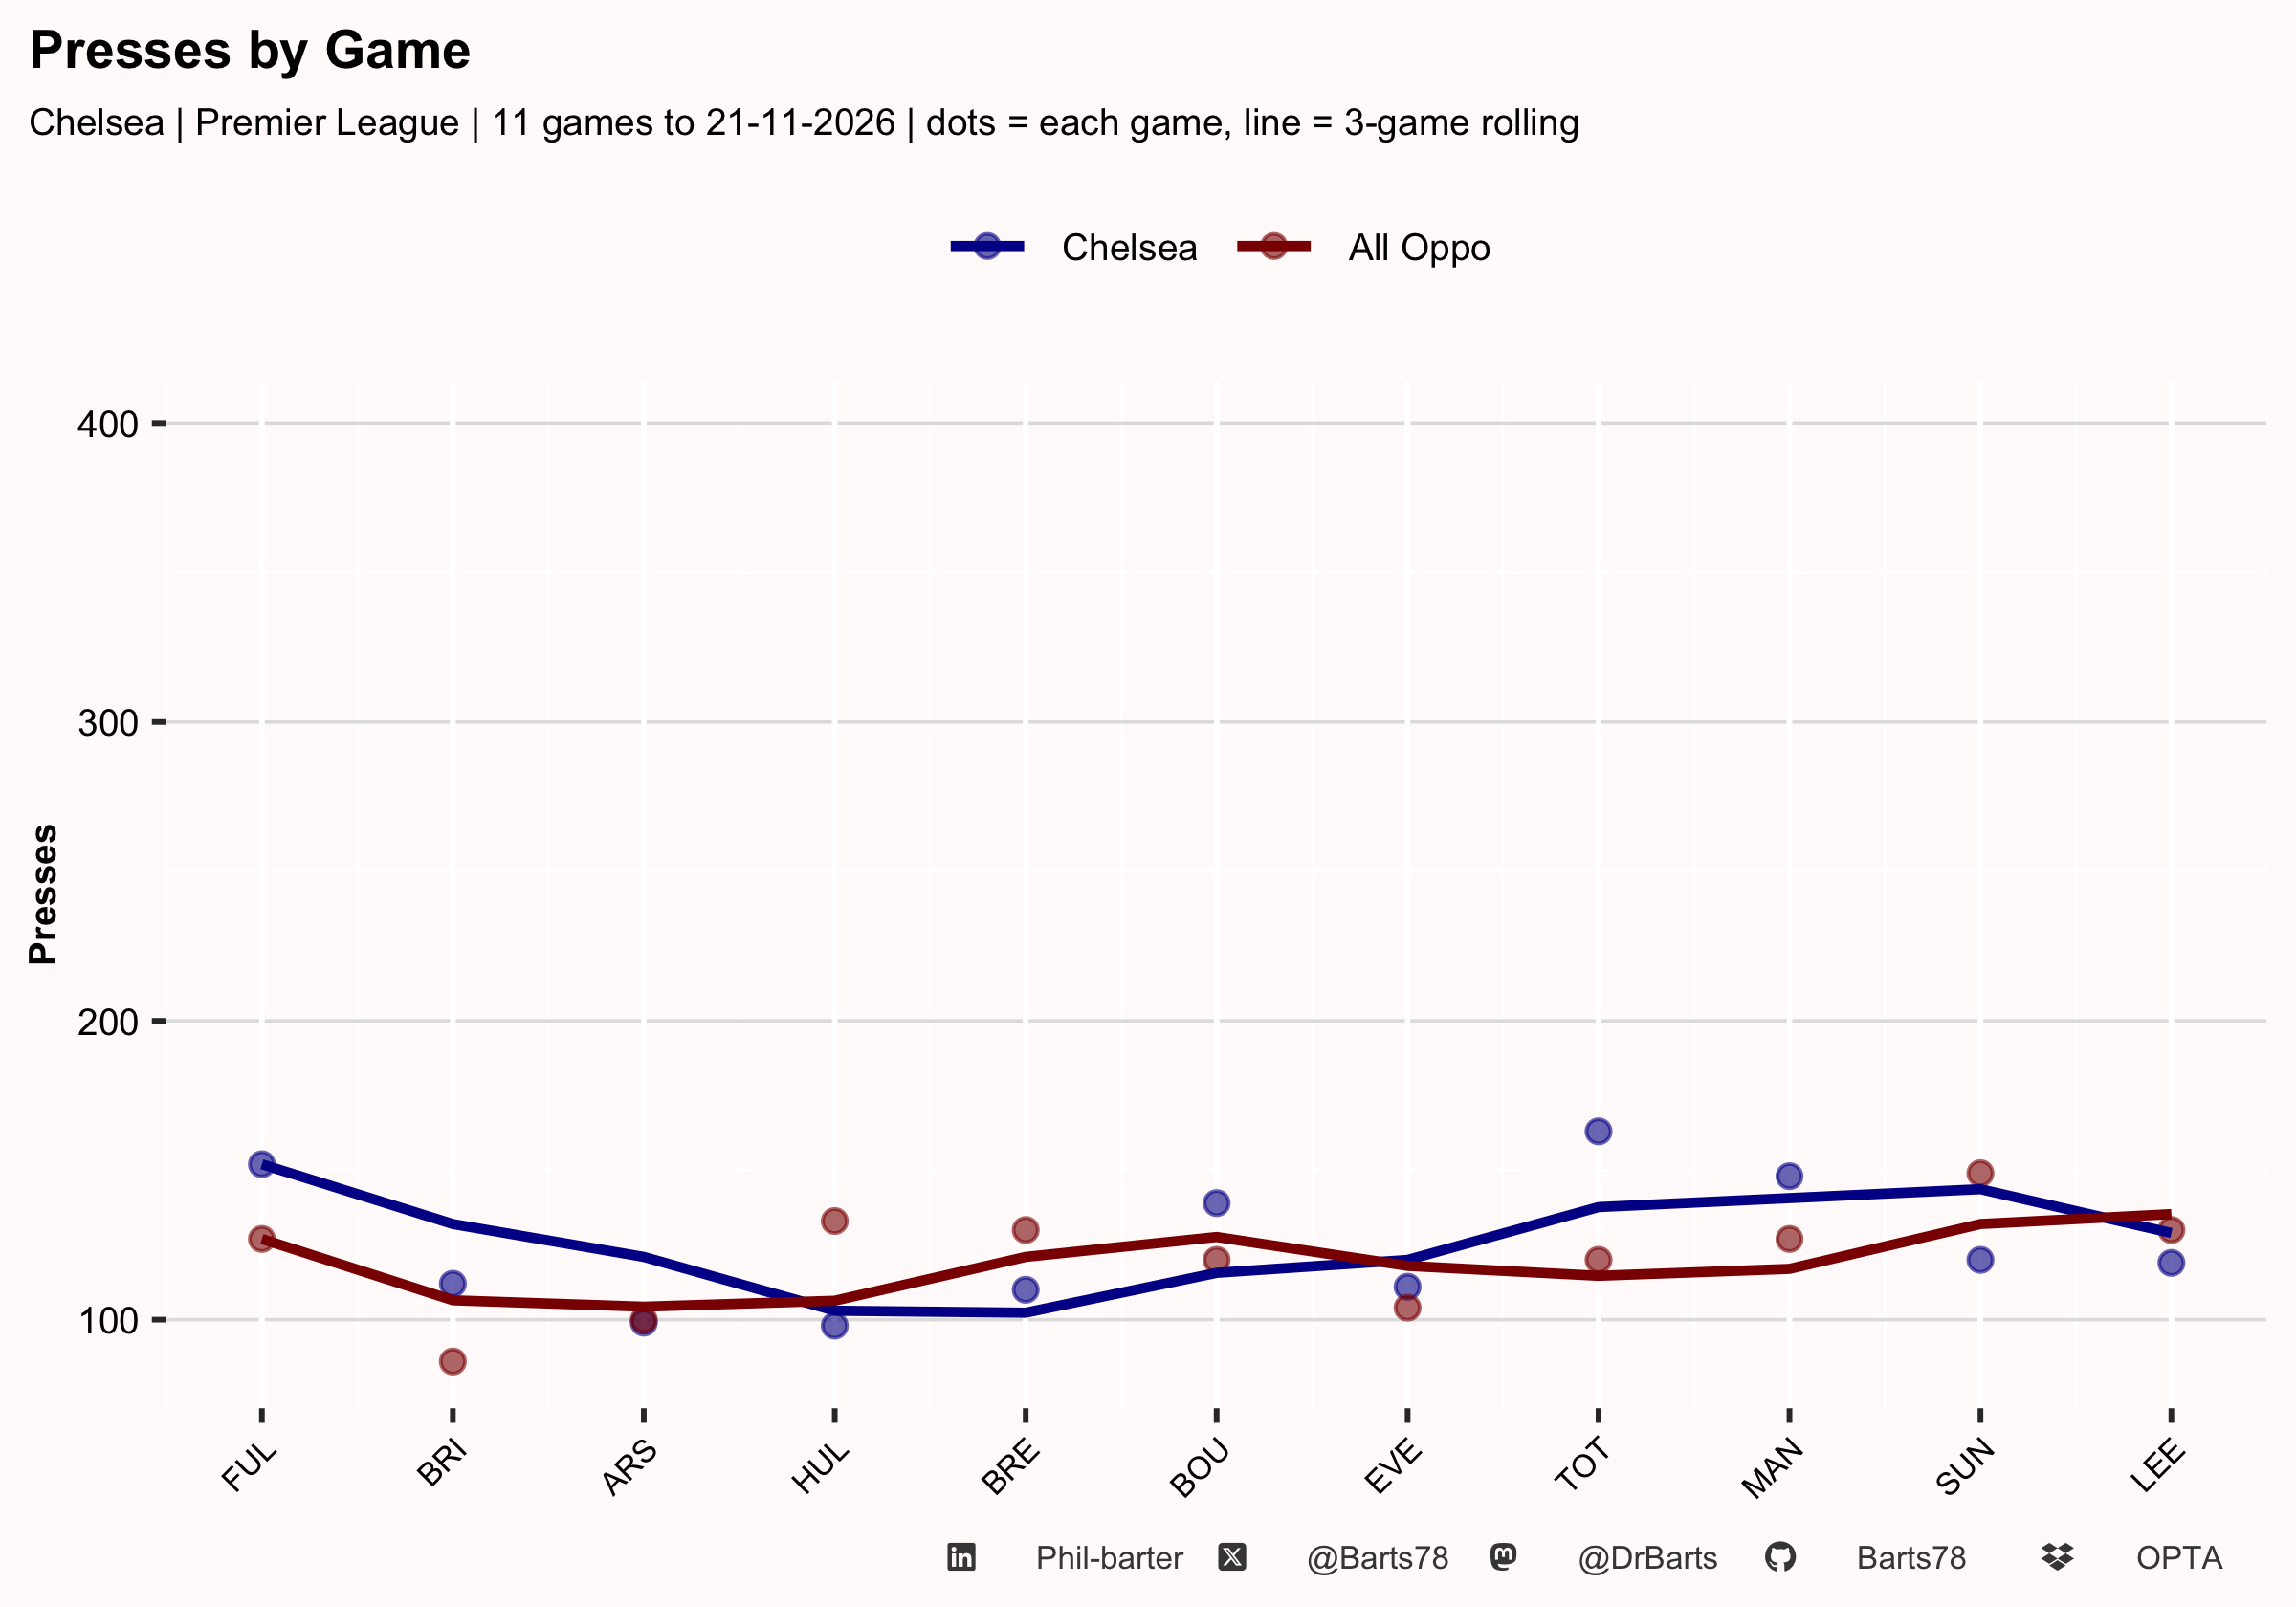 Presses by Game
Chelsea | Premier League | 11 games to 21-11-2026 | dots = each game, line = 3-game rolling
Chelsea All Oppo
400
300
200
100
Presses
FUL BRI ARS HUL BRE BOU EVE TOT MAN SUN LEE
Phil-barter @Barts78 @DrBarts Barts78 OPTA